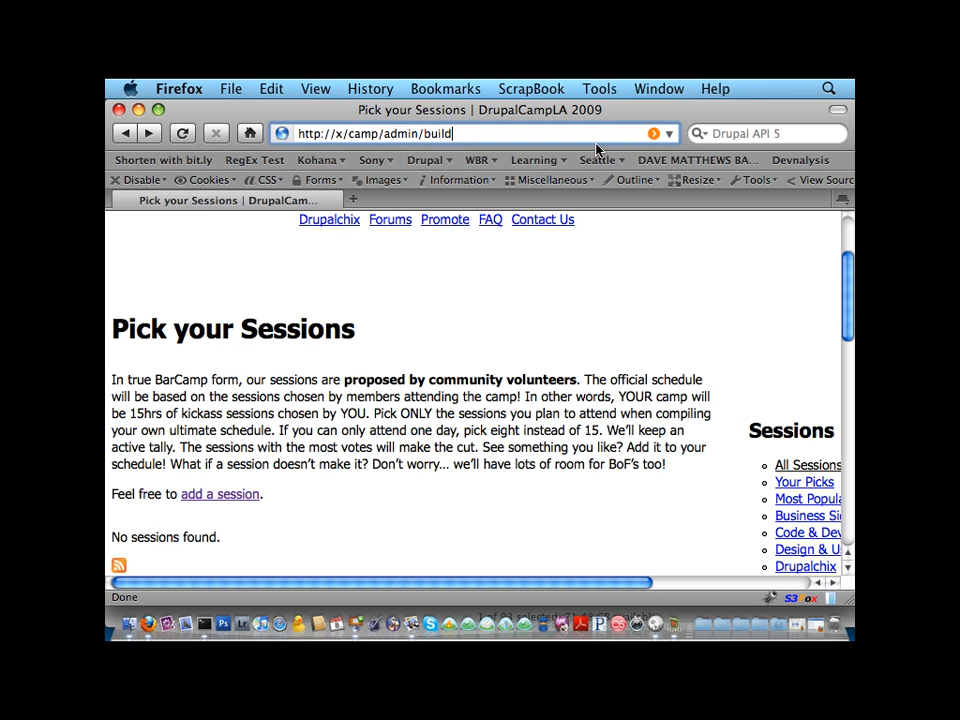 Firefox File Edit View History Bookmarks ScrapBook Tools Window Help
Pick your Sessions | DrupalCampLA 2009
http://x/camp/admin/build
Drupal API 5
Shorten with bit.ly RegEx Test Kohana Sony Drupal WBR Learning Seattle DAVE MATTHEWS BA... Devnalysis
Disable Cookies CSS Forms Images Information Miscellaneous Outline Resize Tools View Sourc
Pick your Sessions | DrupalCam...
Drupalchix Forums Promote FAQ Contact Us
Pick your Sessions
In true BarCamp form, our sessions are proposed by community volunteers. The official schedule
will be based on the sessions chosen by members attending the camp! In other words, YOUR camp will
be 15hrs of kickass sessions chosen by YOU. Pick ONLY the sessions you plan to attend when compiling
your own ultimate schedule. If you can only attend one day, pick eight instead of 15. We'll keep an
active tally. The sessions with the most votes will make the cut. See something you like? Add it to your
schedule! What if a session doesn't make it? Don't worry... we'll have lots of room for BoF's too!
Feel free to add a session.
No sessions found.
Sessions
All Sessions
Your Picks
Most Popula
Business Si
Code & Dev
Design & U
Drupalchix
Done
S3Fox